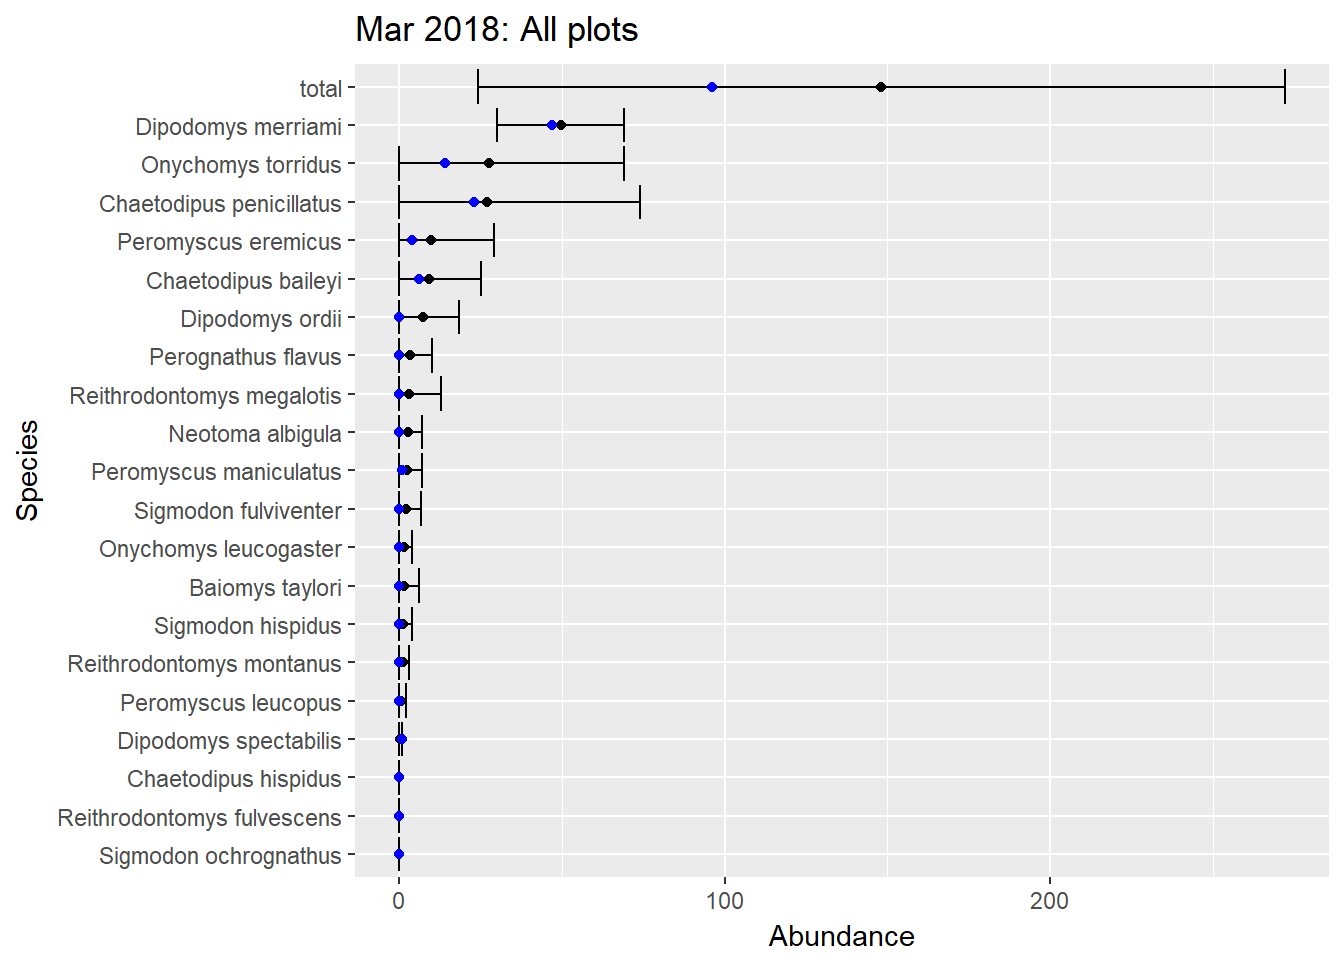 Mar 2018: All plots
total
Dipodomys merriami
Onychomys torridus
Chaetodipus penicillatus
Peromyscus eremicus
Chaetodipus baileyi
Dipodomys ordii
Perognathus flavus
Reithrodontomys megalotis
Neotoma albigula
Peromyscus maniculatus
Sigmodon fulviventer
Onychomys leucogaster
Baiomys taylori
Sigmodon hispidus
Reithrodontomys montanus
Peromyscus leucopus
Dipodomys spectabilis
Chaetodipus hispidus
Reithrodontomys fulvescens
Sigmodon ochrognathus
Species
0 100 200
Abundance